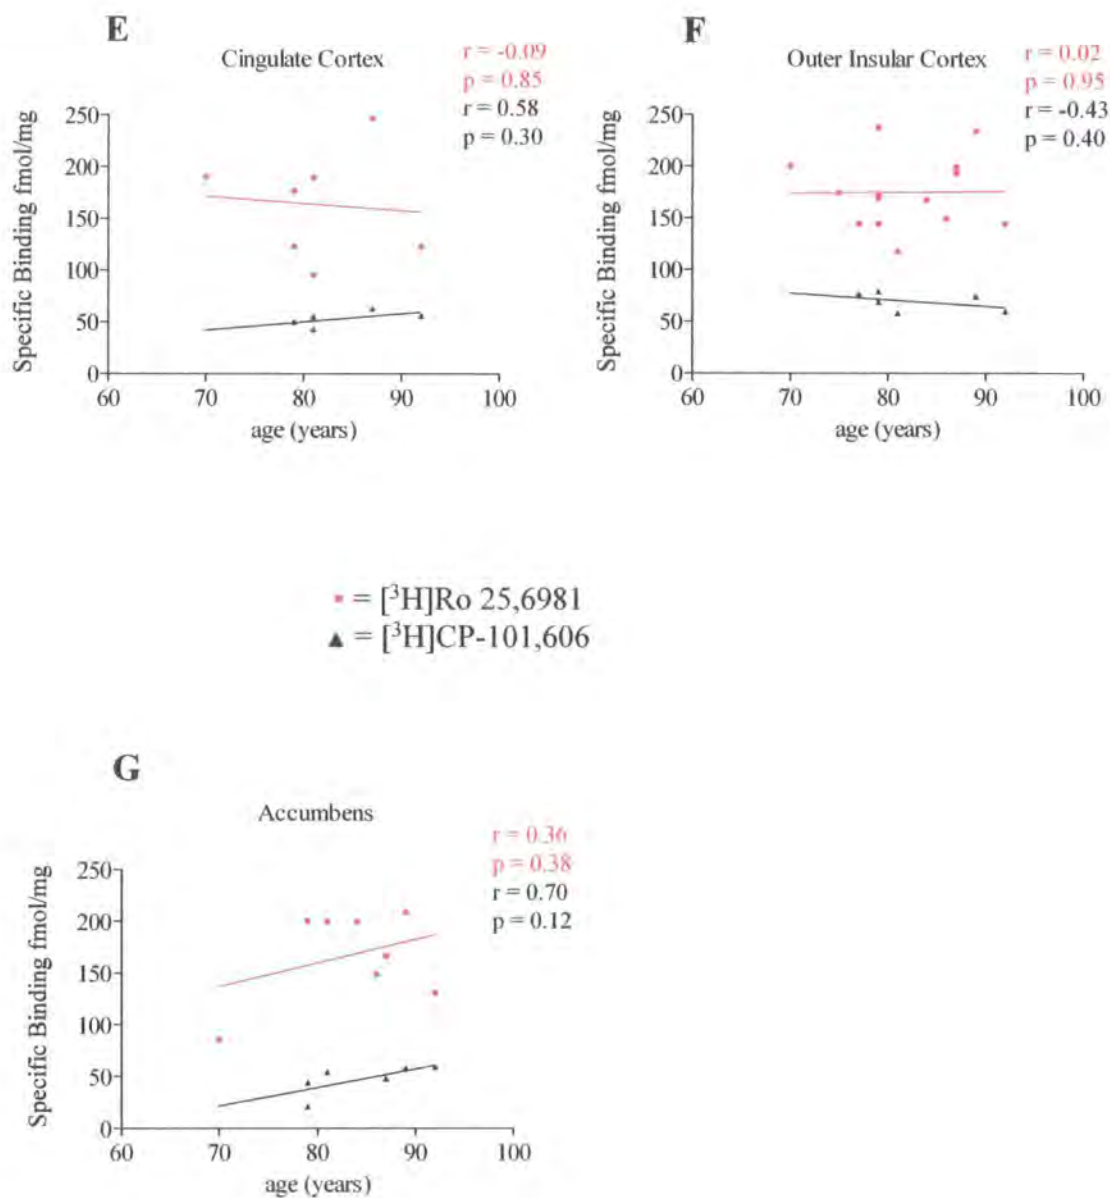 E
Cingulate Cortex
r = -0.09
p = 0.85
r = 0.58
p = 0.30
Specific Binding fmol/mg
250
200
150
100
50
0
60 70 80 90 100
age (years)
F
Outer Insular Cortex
r = 0.02
p = 0.95
r = -0.43
p = 0.40
Specific Binding fmol/mg
250
200
150
100
50
0
60 70 80 90 100
age (years)
= [³H]Ro 25,6981
= [³H]CP-101,606
G
Accumbens
r = 0.36
p = 0.38
r = 0.70
p = 0.12
Specific Binding fmol/mg
250
200
150
100
50
0
60 70 80 90 100
age (years)